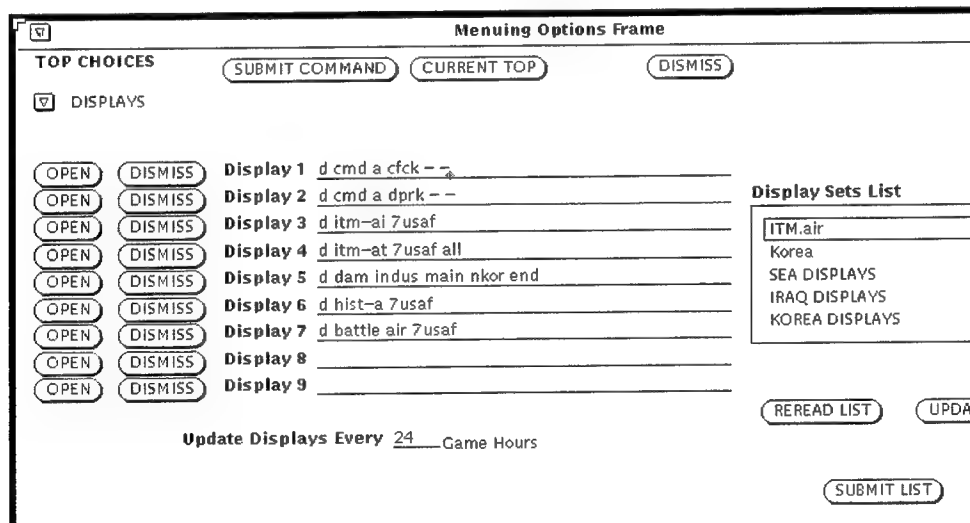 Menuing Options Frame
TOP CHOICES SUBMIT COMMAND CURRENT TOP DISMISS
DISPLAYS
OPEN DISMISS Display 1 d cmd a cfck – –
OPEN DISMISS Display 2 d cmd a dprk – –
OPEN DISMISS Display 3 d itm–ai 7usaf
OPEN DISMISS Display 4 d itm–at 7usaf all
OPEN DISMISS Display 5 d dam indus main nkor end
OPEN DISMISS Display 6 d hist–a 7usaf
OPEN DISMISS Display 7 d battle air 7usaf
OPEN DISMISS Display 8
OPEN DISMISS Display 9
Display Sets List
ITM.air
Korea
SEA DISPLAYS
IRAQ DISPLAYS
KOREA DISPLAYS
REREAD LIST UPDA
Update Displays Every 24 Game Hours
SUBMIT LIST